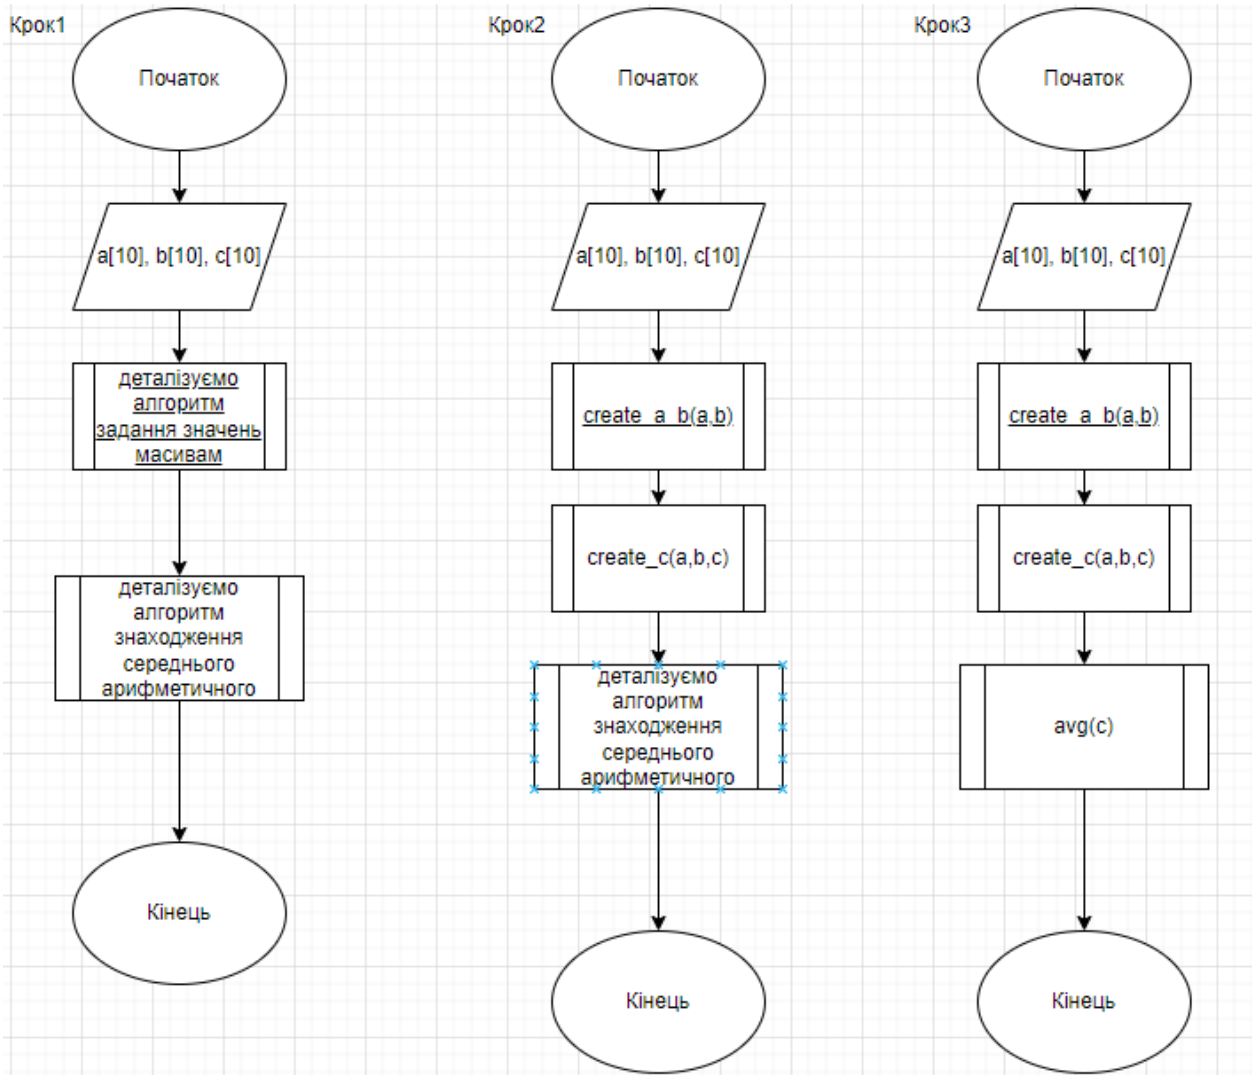 Крок1
Початок
a[10], b[10], c[10]
деталізуємо
алгоритм
задання значень
масивам
деталізуємо
алгоритм
знаходження
середнього
арифметичного
Кінець
Крок2
Початок
a[10], b[10], c[10]
create_a_b(a,b)
create_c(a,b,c)
деталізуємо
алгоритм
знаходження
середнього
арифметичного
Кінець
Крок3
Початок
a[10], b[10], c[10]
create_a_b(a,b)
create_c(a,b,c)
avg(c)
Кінець